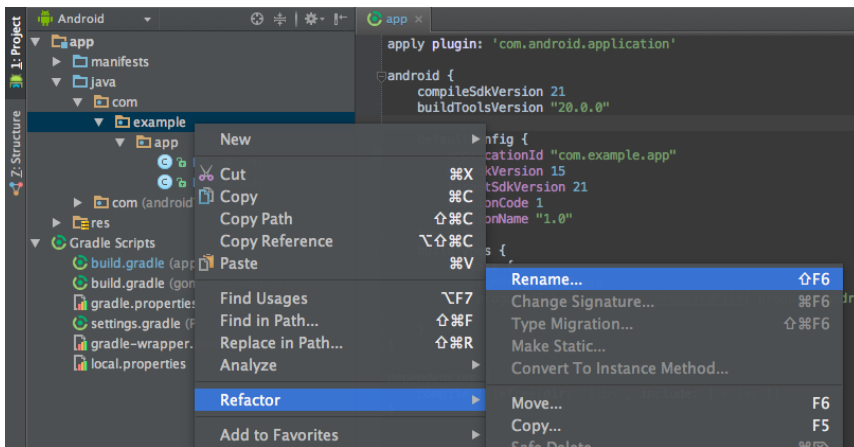 1: Project
Z: Structure
Android
app
manifests
java
com
example
app
com (android
res
Gradle Scripts
build.gradle (app
build.gradle (gon
gradle.properties
settings.gradle (P
gradle-wrapper.
local.properties
app
apply plugin: 'com.android.application'
android {
compileSdkVersion 21
buildToolsVersion "20.0.0"
nfig {
cationId "com.example.app"
kVersion 15
tSdkVersion 21
onCode 1
onName "1.0"
s {
New
Cut ⌘X
Copy ⌘C
Copy Path ⇧⌘C
Copy Reference ⌥⇧⌘C
Paste ⌘V
Find Usages ⌥F7
Find in Path... ⇧⌘F
Replace in Path... ⇧⌘R
Analyze
Refactor
Add to Favorites
Rename... ⇧F6
Change Signature... ⌘F6
Type Migration... ⇧⌘F6
Make Static...
Convert To Instance Method...
Move... F6
Copy... F5
Safe Delete... ⌘⌦